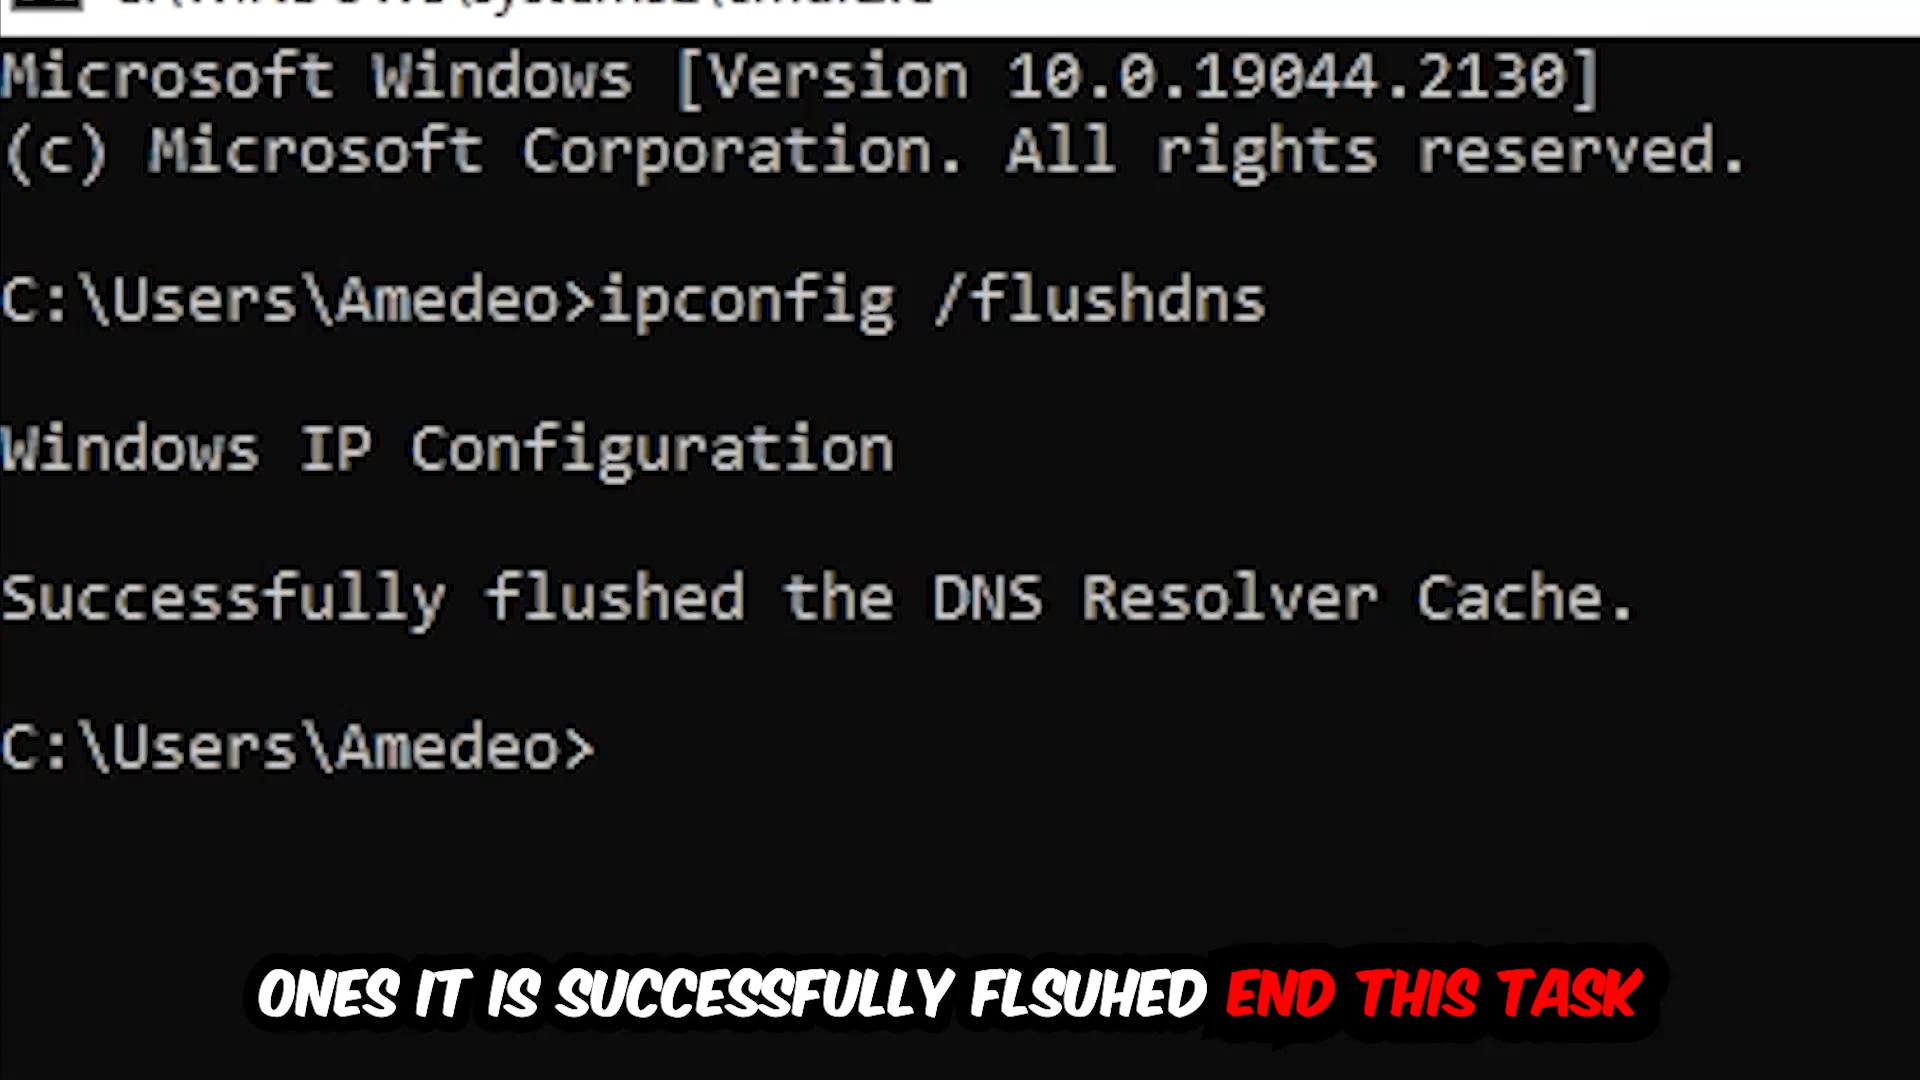 Microsoft Windows [Version 10.0.19044.2130]
(c) Microsoft Corporation. All rights reserved.
C:\Users\Amedeo>ipconfig /flushdns
Windows IP Configuration
Successfully flushed the DNS Resolver Cache.
C:\Users\Amedeo>
ONES IT IS SUCCESSFULLY FLSUHED END THIS TASK